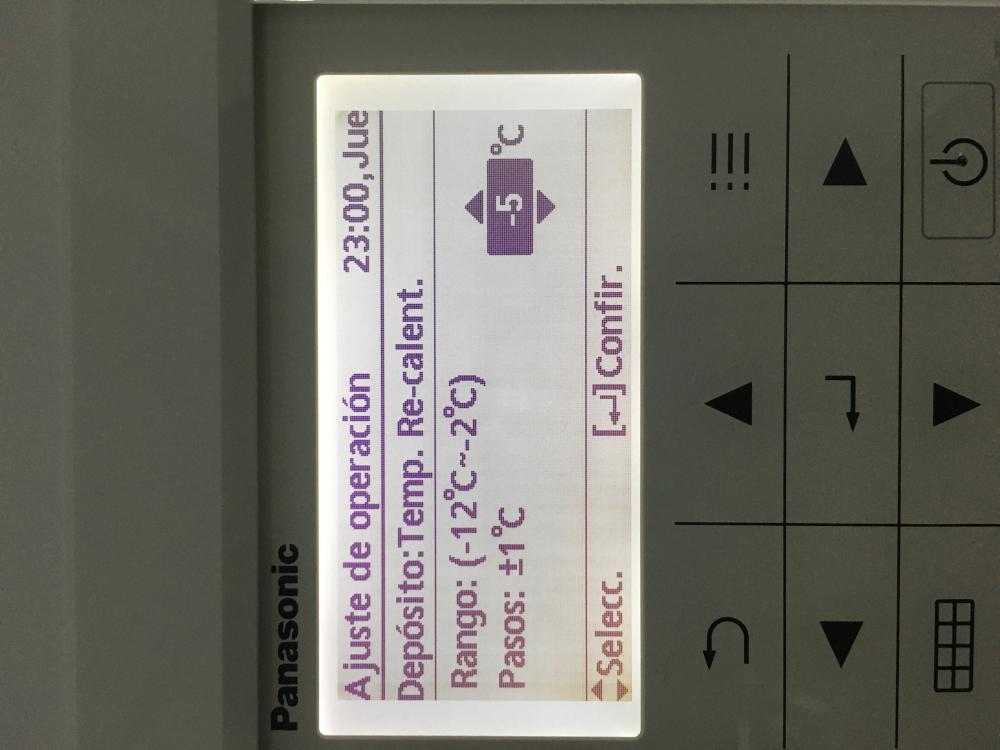 Panasonic
Ajuste de operación 23:00,Jue
Depósito:Temp. Re-calent.
Rango: (-12°C~-2°C)
Pasos: ±1°C
-5 °C
Selecc. [↵]Confir.